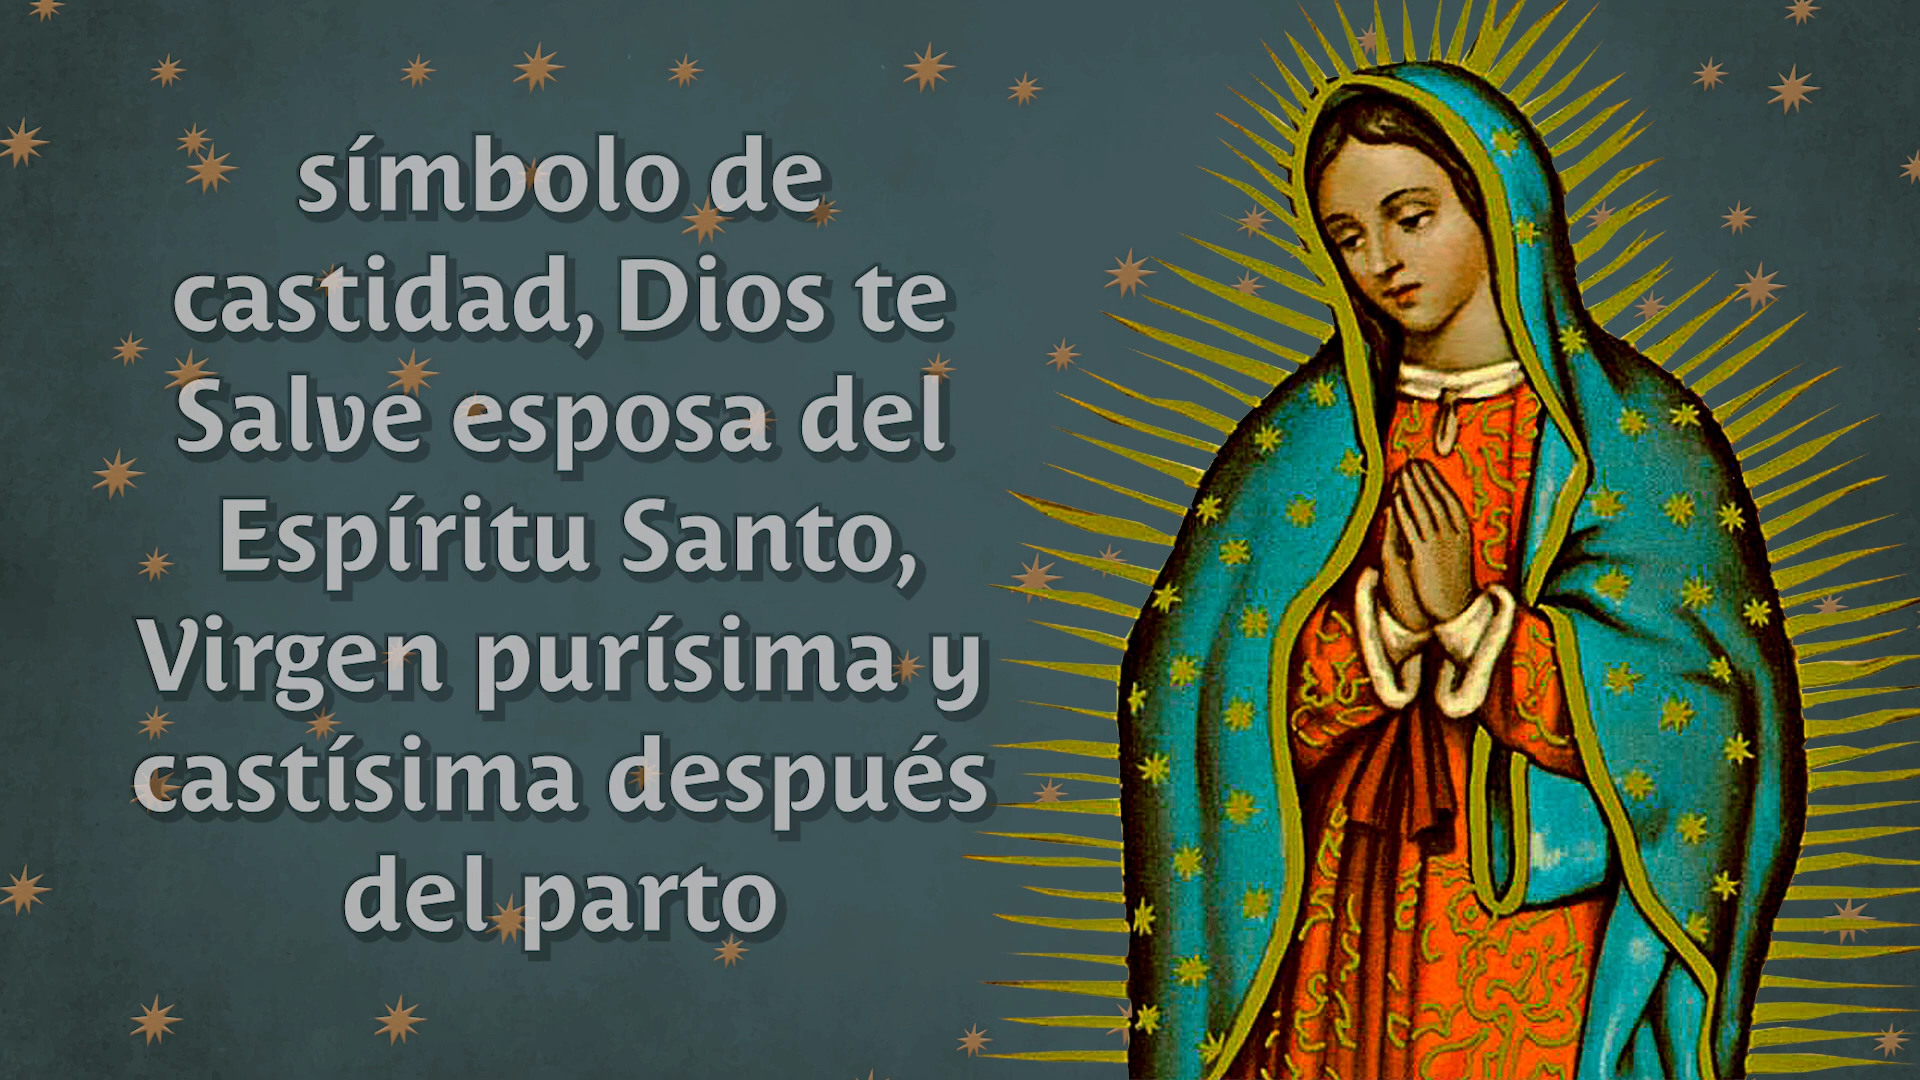 símbolo de
castidad, Dios te
Salve esposa del
Espíritu Santo,
Virgen purísima y
castísima después
del parto